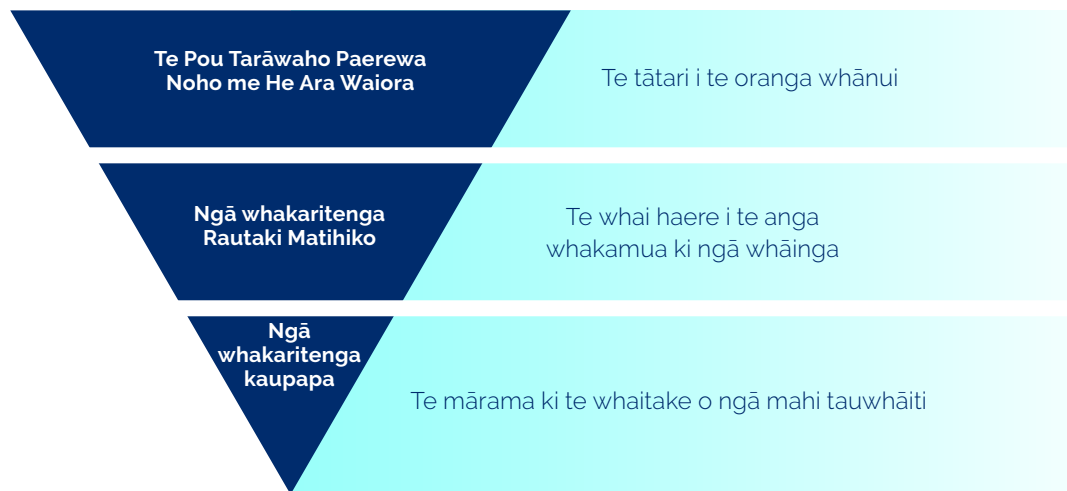 Te Pou Tarāwaho Paerewa
Noho me He Ara Waiora
Te tātari i te oranga whānui
Ngā whakaritenga
Rautaki Matihiko
Te whai haere i te anga
whakamua ki ngā whāinga
Ngā
whakaritenga
kaupapa
Te mārama ki te whaitake o ngā mahi tauwhāiti